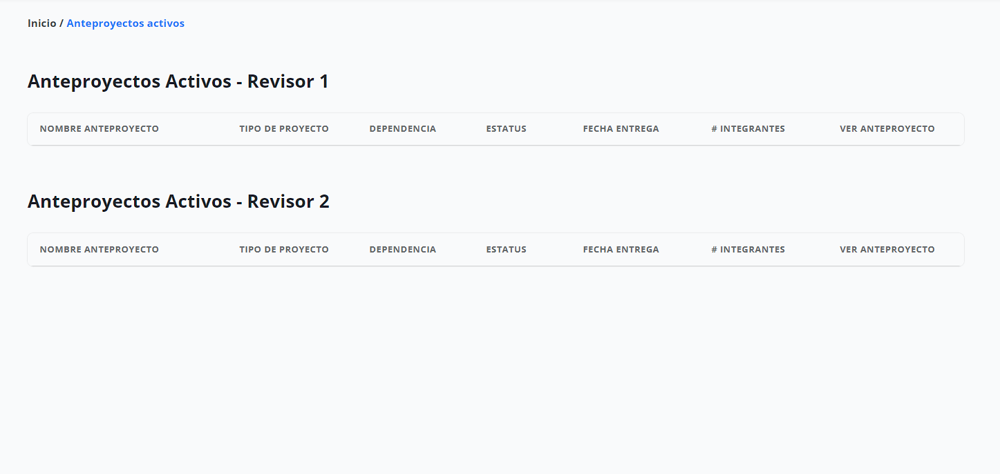 Inicio / Anteproyectos activos
Anteproyectos Activos - Revisor 1
NOMBRE ANTEPROYECTO TIPO DE PROYECTO DEPENDENCIA ESTATUS FECHA ENTREGA # INTEGRANTES VER ANTEPROYECTO
Anteproyectos Activos - Revisor 2
NOMBRE ANTEPROYECTO TIPO DE PROYECTO DEPENDENCIA ESTATUS FECHA ENTREGA # INTEGRANTES VER ANTEPROYECTO